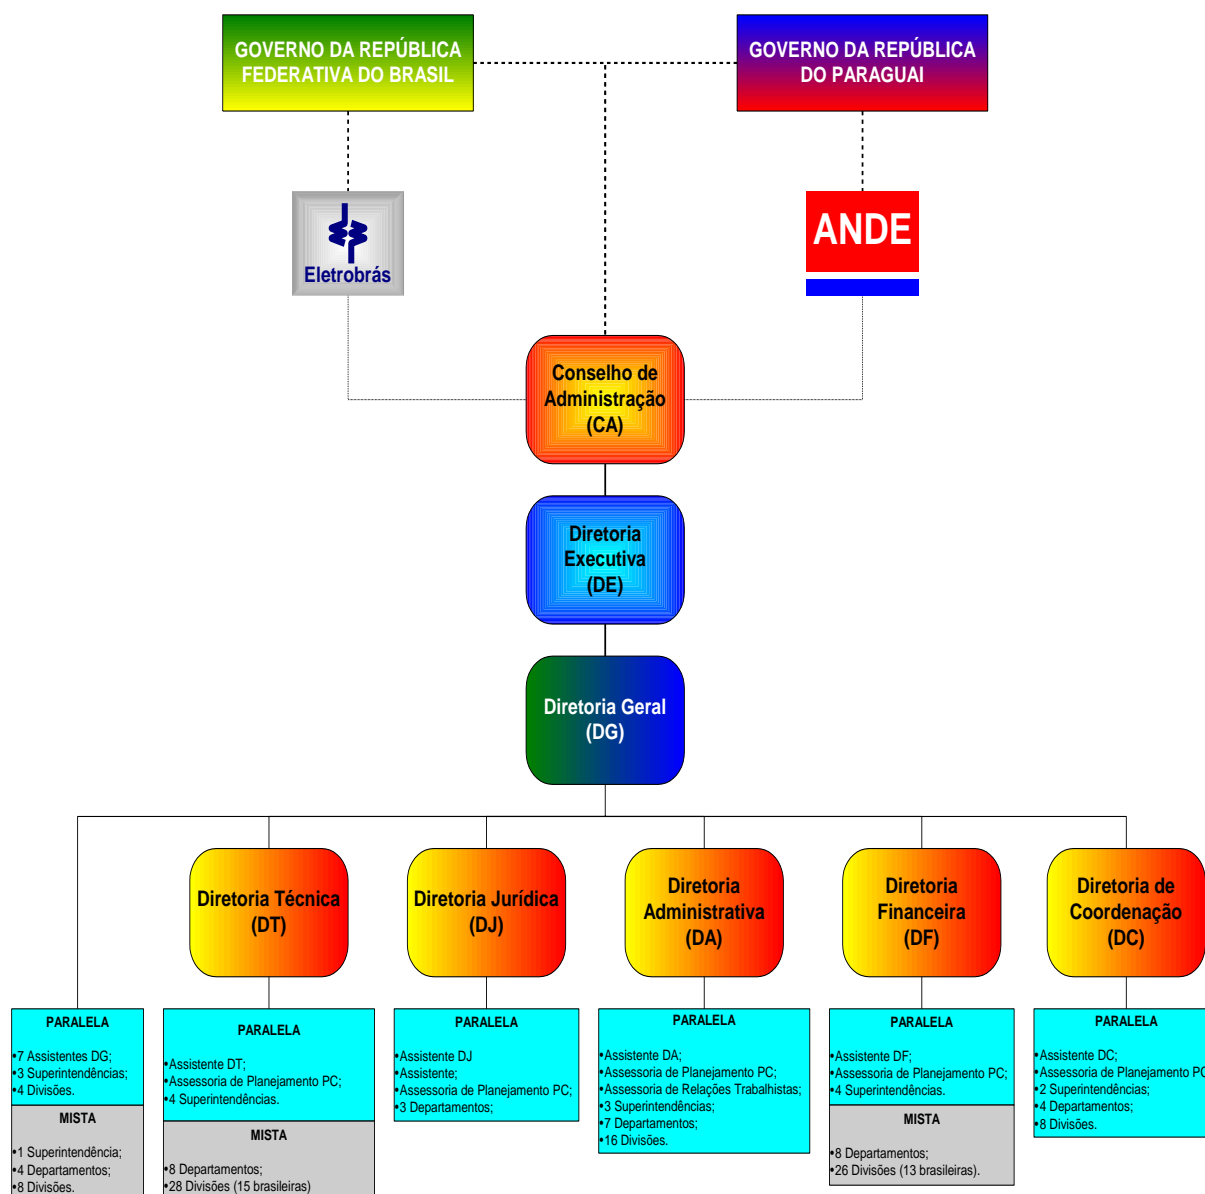 GOVERNO DA REPÚBLICA
FEDERATIVA DO BRASIL
GOVERNO DA REPÚBLICA
DO PARAGUAI
Eletrobrás
ANDE
Conselho de
Administração
(CA)
Diretoria
Executiva
(DE)
Diretoria Geral
(DG)
Diretoria Técnica
(DT)
Diretoria Jurídica
(DJ)
Diretoria
Administrativa
(DA)
Diretoria
Financeira
(DF)
Diretoria de
Coordenação
(DC)
PARALELA
•7 Assistentes DG;
•3 Superintendências;
•4 Divisões.
MISTA
•1 Superintendência;
•4 Departamentos;
•8 Divisões.
PARALELA
•Assistente DT;
•Assessoria de Planejamento PC;
•4 Superintendências.
MISTA
•8 Departamentos;
•28 Divisões (15 brasileiras)
PARALELA
•Assistente DJ
•Assistente;
•Assessoria de Planejamento PC;
•3 Departamentos;
PARALELA
•Assistente DA;
•Assessoria de Planejamento PC;
•Assessoria de Relações Trabalhistas;
•3 Superintendências;
•7 Departamentos;
•16 Divisões.
PARALELA
•Assistente DF;
•Assessoria de Planejamento PC;
•4 Superintendências.
MISTA
•8 Departamentos;
•26 Divisões (13 brasileiras).
PARALELA
•Assistente DC;
•Assessoria de Planejamento PC
•2 Superintendências;
•4 Departamentos;
•8 Divisões.